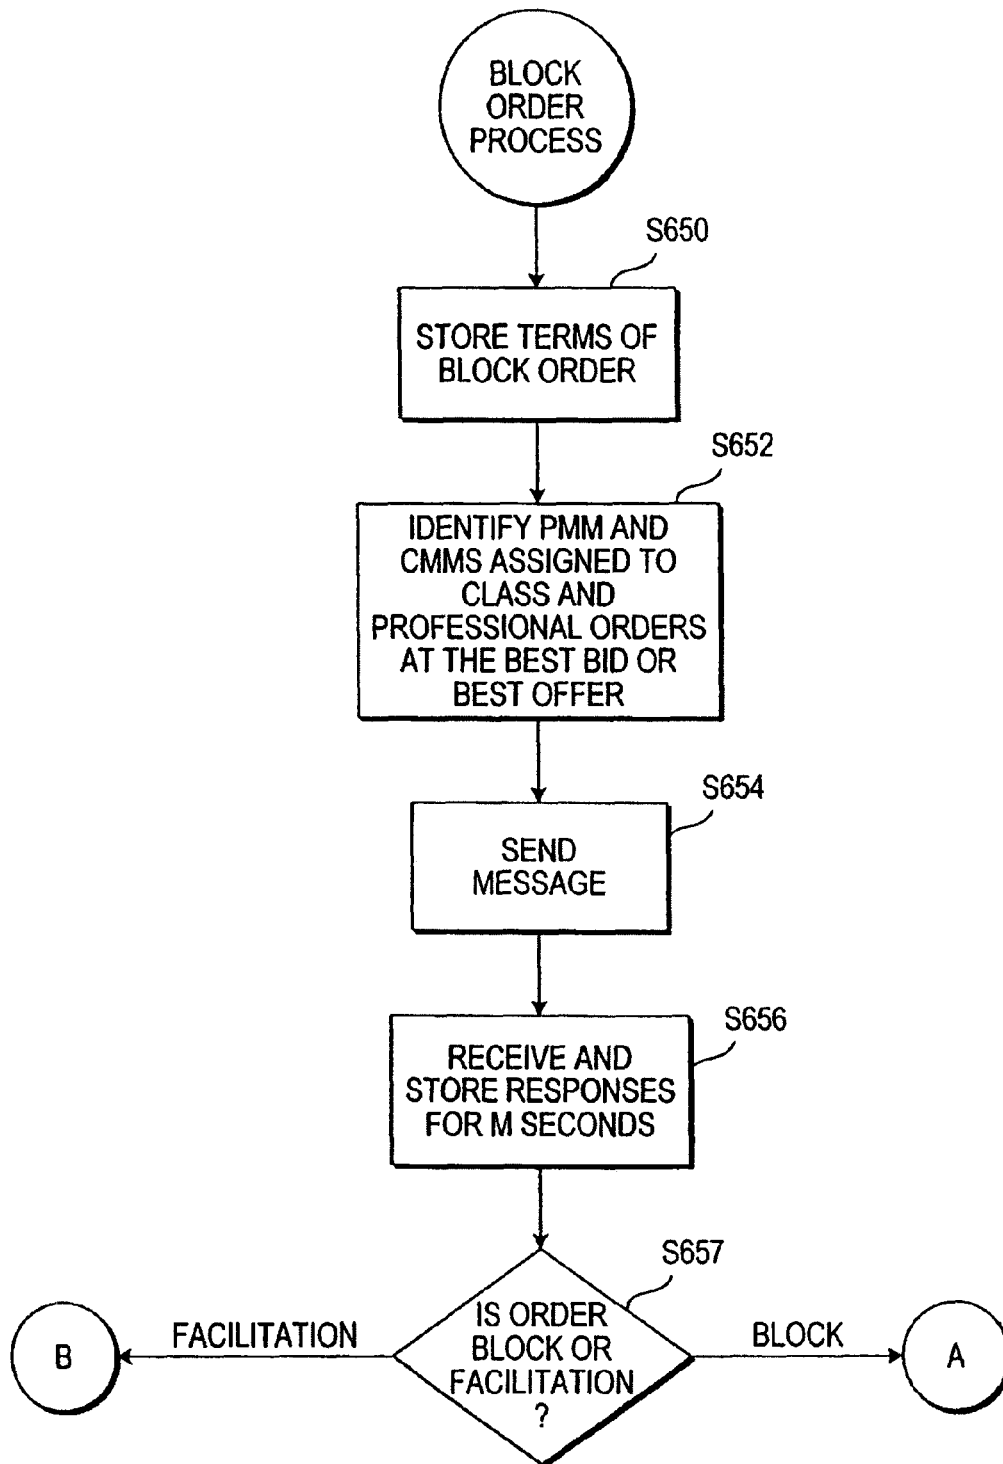 BLOCK
ORDER
PROCESS
S650
STORE TERMS OF
BLOCK ORDER
S652
IDENTIFY PMM AND
CMMS ASSIGNED TO
CLASS AND
PROFESSIONAL ORDERS
AT THE BEST BID OR
BEST OFFER
S654
SEND
MESSAGE
S656
RECEIVE AND
STORE RESPONSES
FOR M SECONDS
S657
IS ORDER
BLOCK OR
FACILITATION
?
FACILITATION
B
BLOCK
A